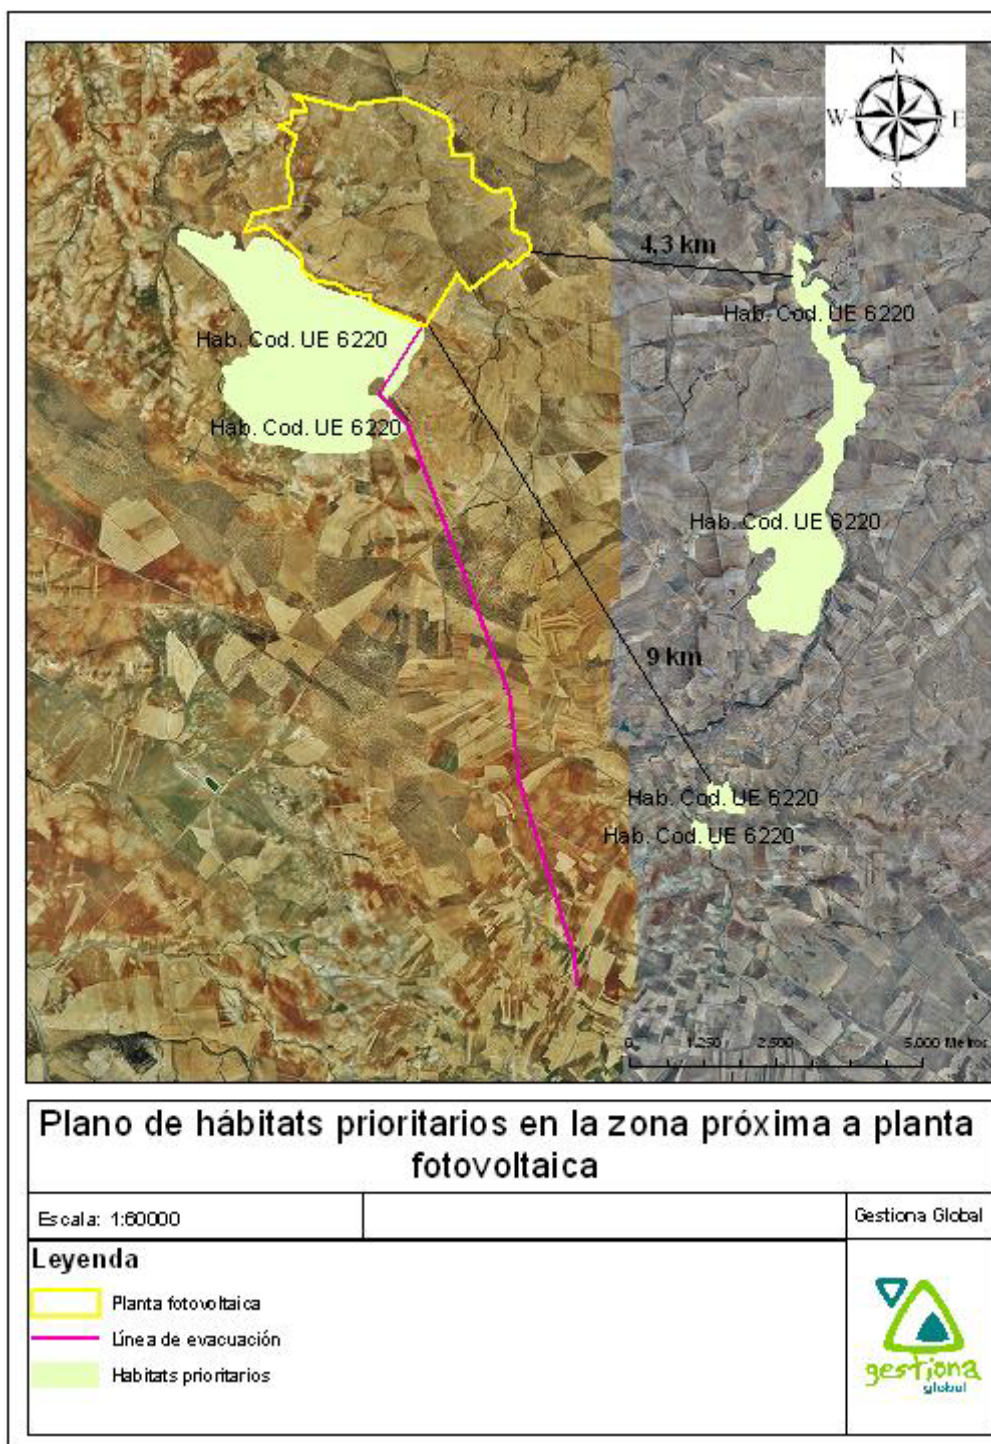 N
W E
S
4,3 km
Hab. Cod. UE 6220
Hab. Cod. UE 6220
Hab. Cod. UE 6220
Hab. Cod. UE 6220
9 km
Hab. Cod. UE 6220
Hab. Cod. UE 6220
0 1.250 2.500 5.000 Metros
Plano de hábitats prioritarios en la zona próxima a planta
fotovoltaica
Escala: 1:60000
Gestiona Global
Leyenda
Planta fotovoltaica
Línea de evacuación
Habitats prioritarios
gestiona
global